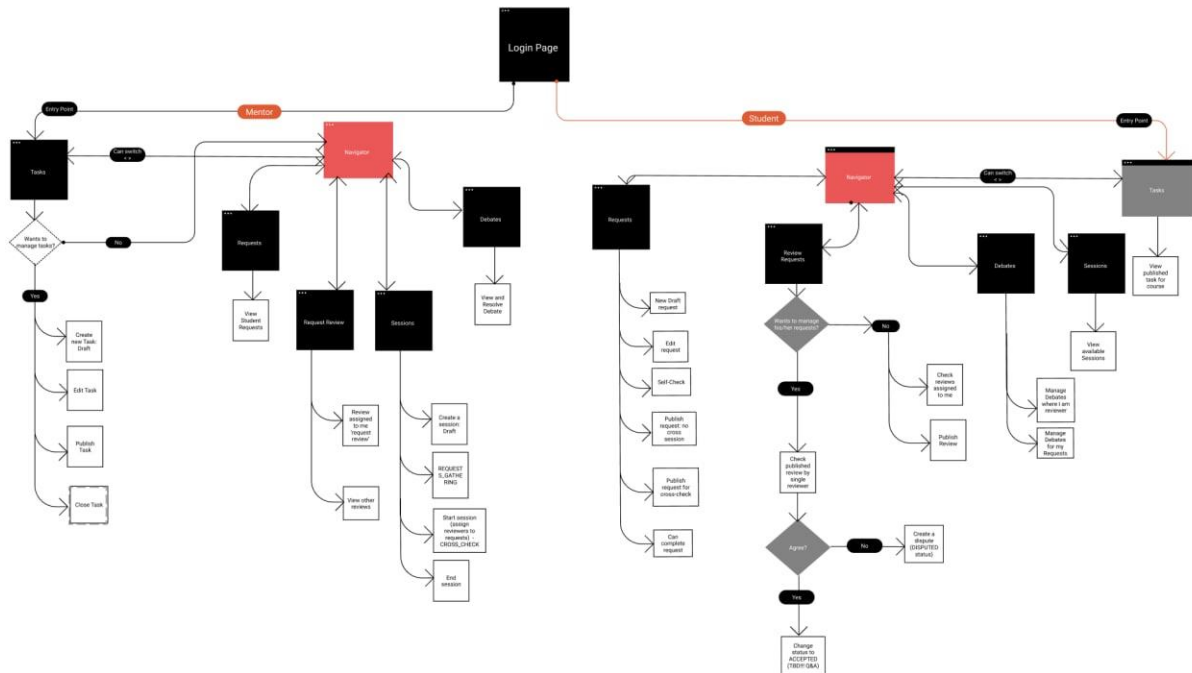 Login Page
Entry Point
Mentor
Student
Entry Point
Tasks
Can switch
< >
Navigator
Wants to
manage tasks?
No
Yes
Create
new Task:
Draft
Edit Task
Publish
Task
Close Task
Requests
View
Student
Requests
Request Review
Review
assigned
to me
'request
review'
View other
reviews
Sessions
Create a
session:
Draft
REQUEST
S_GATHE
RING
Start session
(assign
reviewers to
requests) -
CROSS_CHECK
End
session
Debates
View and
Resolve
Debate
Navigator
Can switch
< >
Tasks
View
published
task for
course
Requests
New Draft
request
Edit
request
Self-Check
Publish
request: no
cross
session
Publish
request for
cross-check
Can
complete
request
Review
Requests
Wants to manage
his/her requests?
No
Check
reviews
assigned to
me
Publish
Review
Yes
Check
published
review by
single
reviewer
Agree?
No
Create a
dispute
(DISPUTED
status)
Yes
Change
status to
ACCEPTED
Debates
Manage
Debates
where I am
reviewer
Manage
Debates
for my
Requests
Sessions
View
available
Sessions